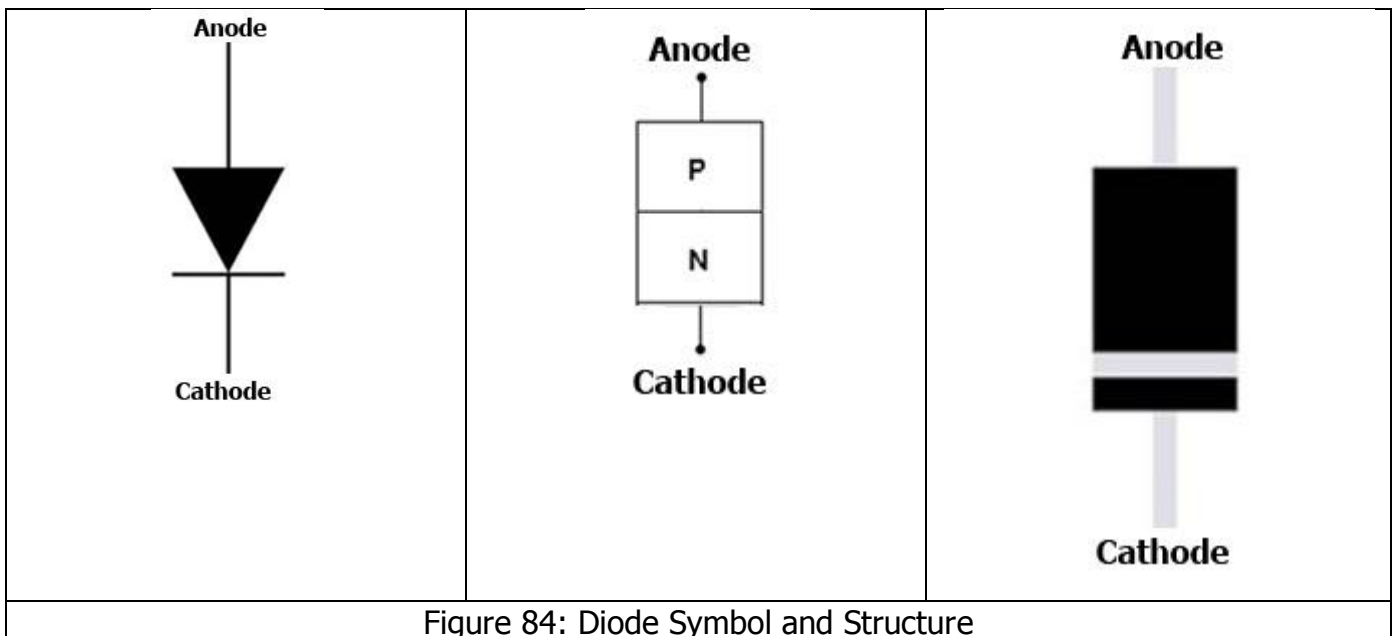 Anode
Cathode
Anode
P
N
Cathode
Anode
Cathode
Figure 84: Diode Symbol and Structure